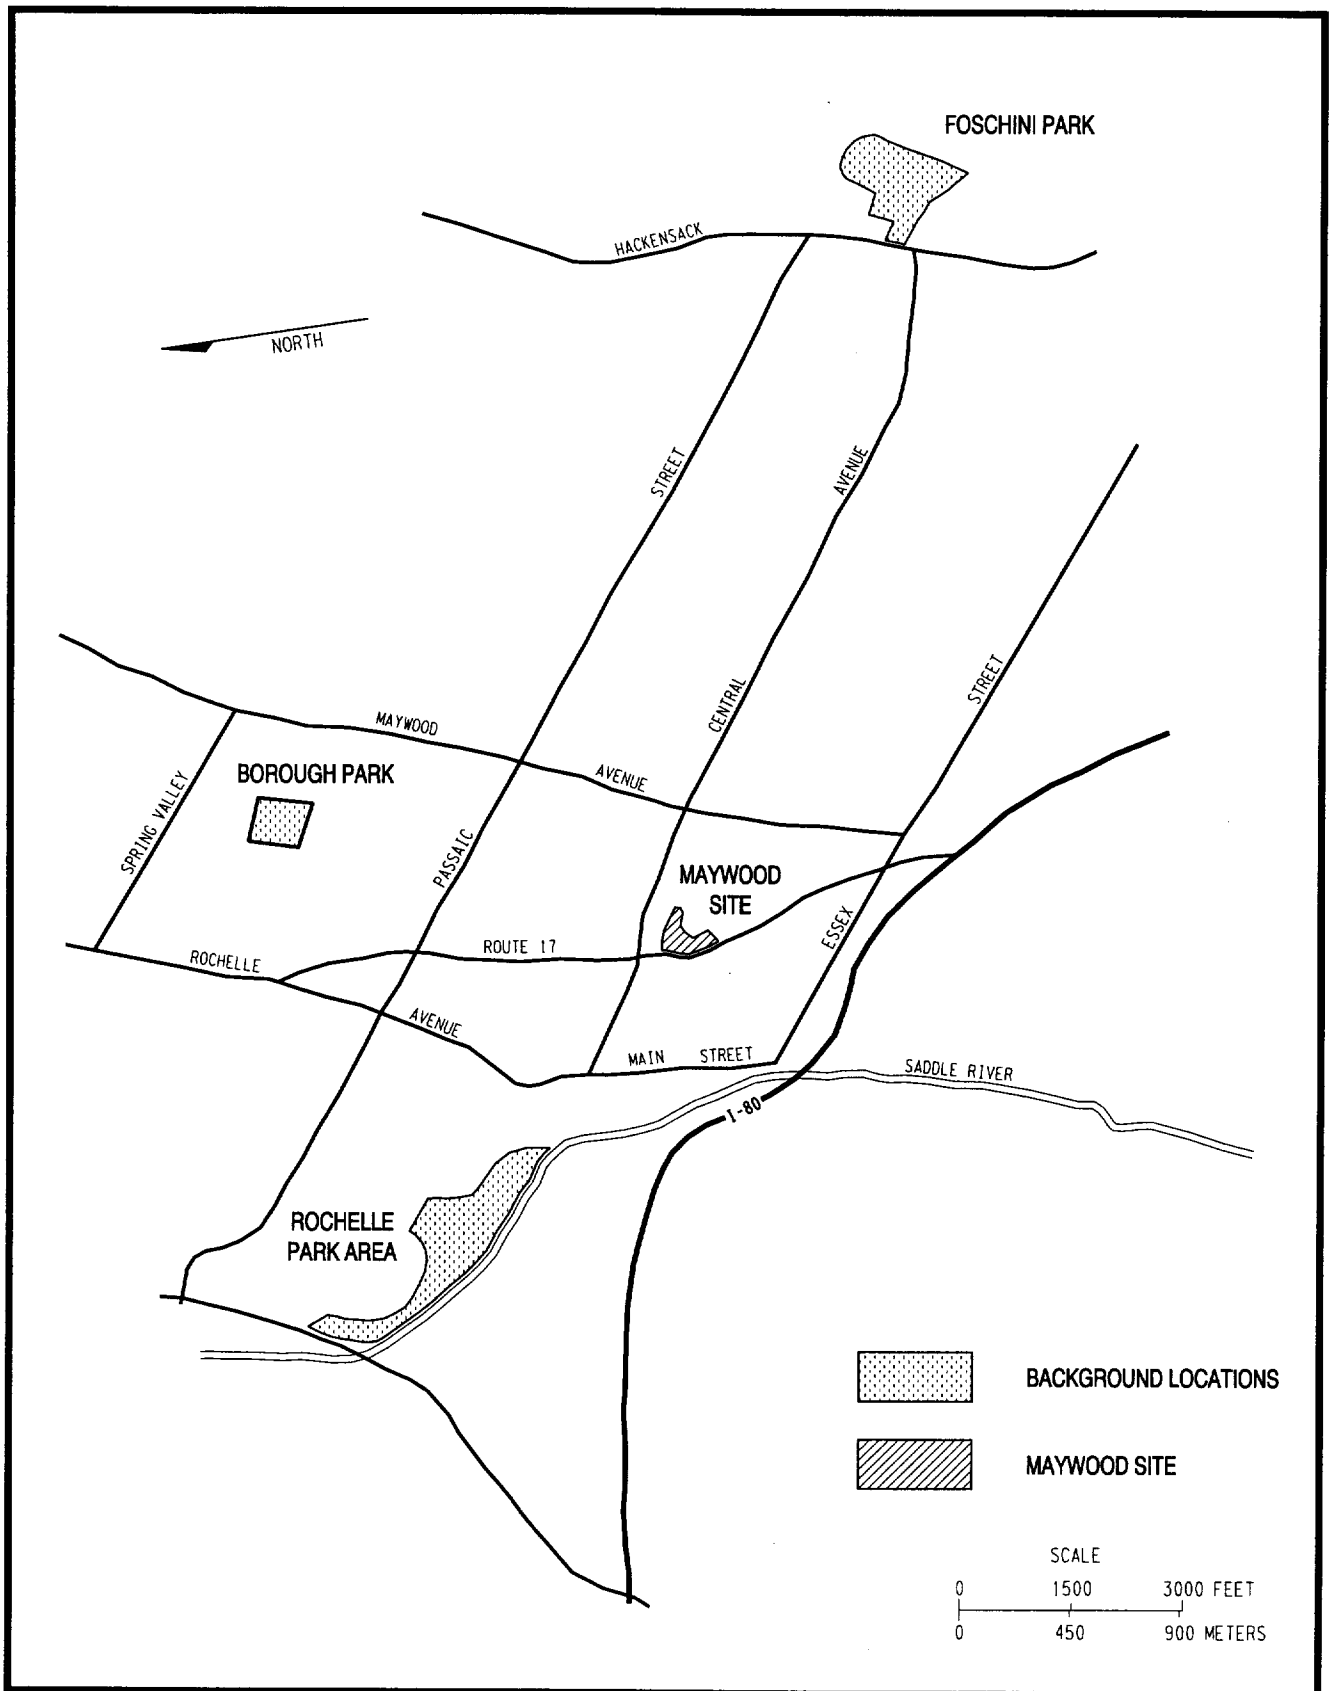 FOSCHINI PARK
HACKENSACK
NORTH
STREET
AVENUE
STREET
CENTRAL
MAYWOOD
AVENUE
BOROUGH PARK
SPRING VALLEY
PASSAIC
MAYWOOD
SITE
ESSEX
ROUTE 17
ROCHELLE
AVENUE
MAIN STREET
SADDLE RIVER
I-80
ROCHELLE
PARK AREA
BACKGROUND LOCATIONS
MAYWOOD SITE
SCALE
0 1500 3000 FEET
0 450 900 METERS